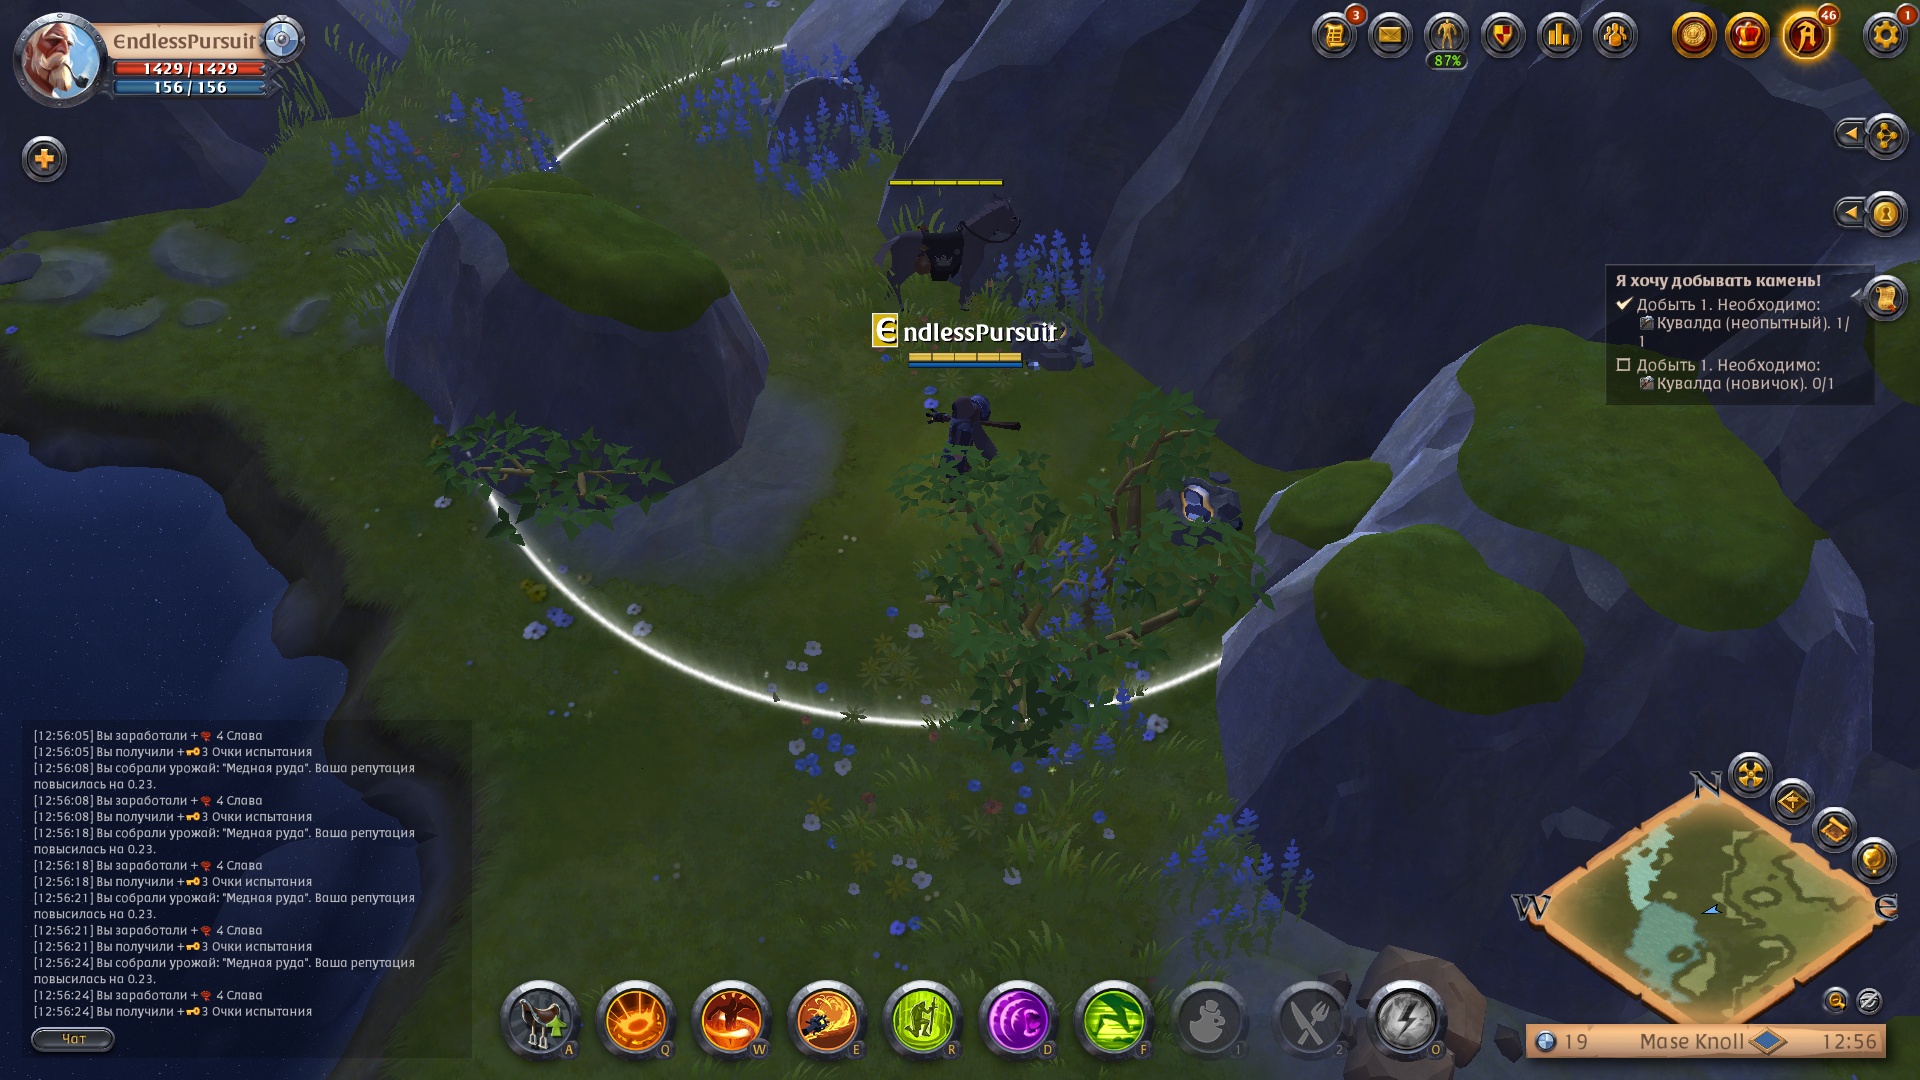 EndlessPursuit
1429 / 1429
156 / 156
3
87%
46
1
Я хочу добывать камень!
Добыть 1. Необходимо:
Кувалда (неопытный). 1/
1
Добыть 1. Необходимо:
Кувалда (новичок). 0/1
EndlessPursuit
[12:56:05] Вы заработали + 4 Слава
[12:56:05] Вы получили + 3 Очки испытания
[12:56:08] Вы собрали урожай: "Медная руда". Ваша репутация
повысилась на 0.23.
[12:56:08] Вы заработали + 4 Слава
[12:56:08] Вы получили + 3 Очки испытания
[12:56:18] Вы собрали урожай: "Медная руда". Ваша репутация
повысилась на 0.23.
[12:56:18] Вы заработали + 4 Слава
[12:56:18] Вы получили + 3 Очки испытания
[12:56:21] Вы собрали урожай: "Медная руда". Ваша репутация
повысилась на 0.23.
[12:56:21] Вы заработали + 4 Слава
[12:56:21] Вы получили + 3 Очки испытания
[12:56:24] Вы собрали урожай: "Медная руда". Ваша репутация
повысилась на 0.23.
[12:56:24] Вы заработали + 4 Слава
[12:56:24] Вы получили + 3 Очки испытания
Чат
A Q W E R D F 1 2 O
N
W E
19 Mase Knoll 12:56